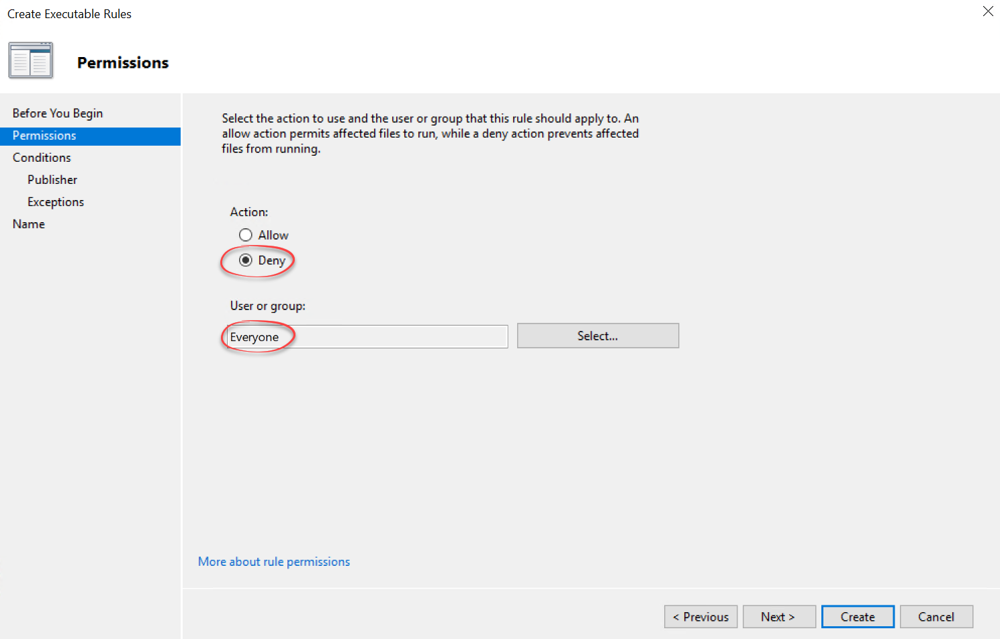 Create Executable Rules
Permissions
Before You Begin
Permissions
Conditions
Publisher
Exceptions
Name
Select the action to use and the user or group that this rule should apply to. An
allow action permits affected files to run, while a deny action prevents affected
files from running.
Action:
Allow
Deny
User or group:
Everyone
Select...
More about rule permissions
< Previous
Next >
Create
Cancel